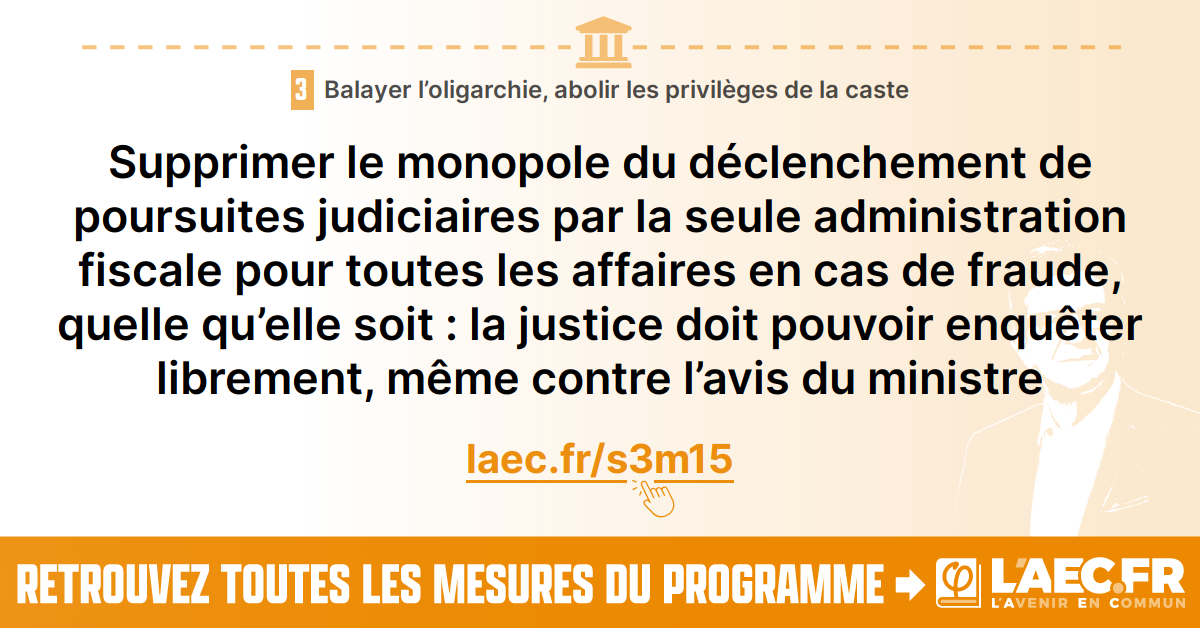 3 Balayer l’oligarchie, abolir les privilèges de la caste
Supprimer le monopole du déclenchement de
poursuites judiciaires par la seule administration
fiscale pour toutes les affaires en cas de fraude,
quelle qu’elle soit : la justice doit pouvoir enquêter
librement, même contre l’avis du ministre
laec.fr/s3m15
RETROUVEZ TOUTES LES MESURES DU PROGRAMME
φ L'AEC.FR
L'AVENIR EN COMMUN